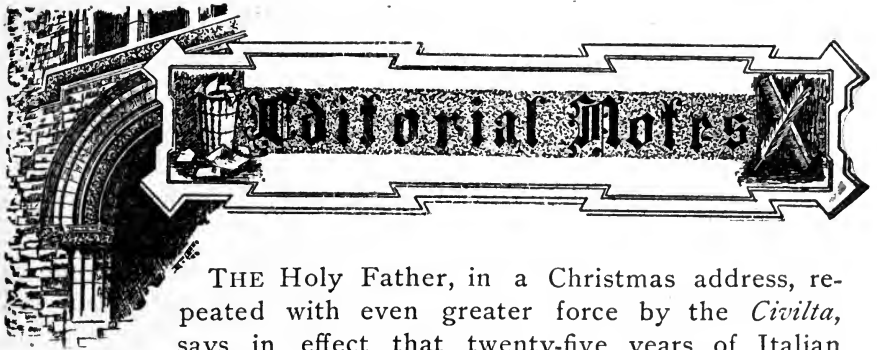 Editorial Notes
THE Holy Father, in a Christmas address, re-
peated with even greater force by the Civilta,
says in effect that twenty-five years of Italian